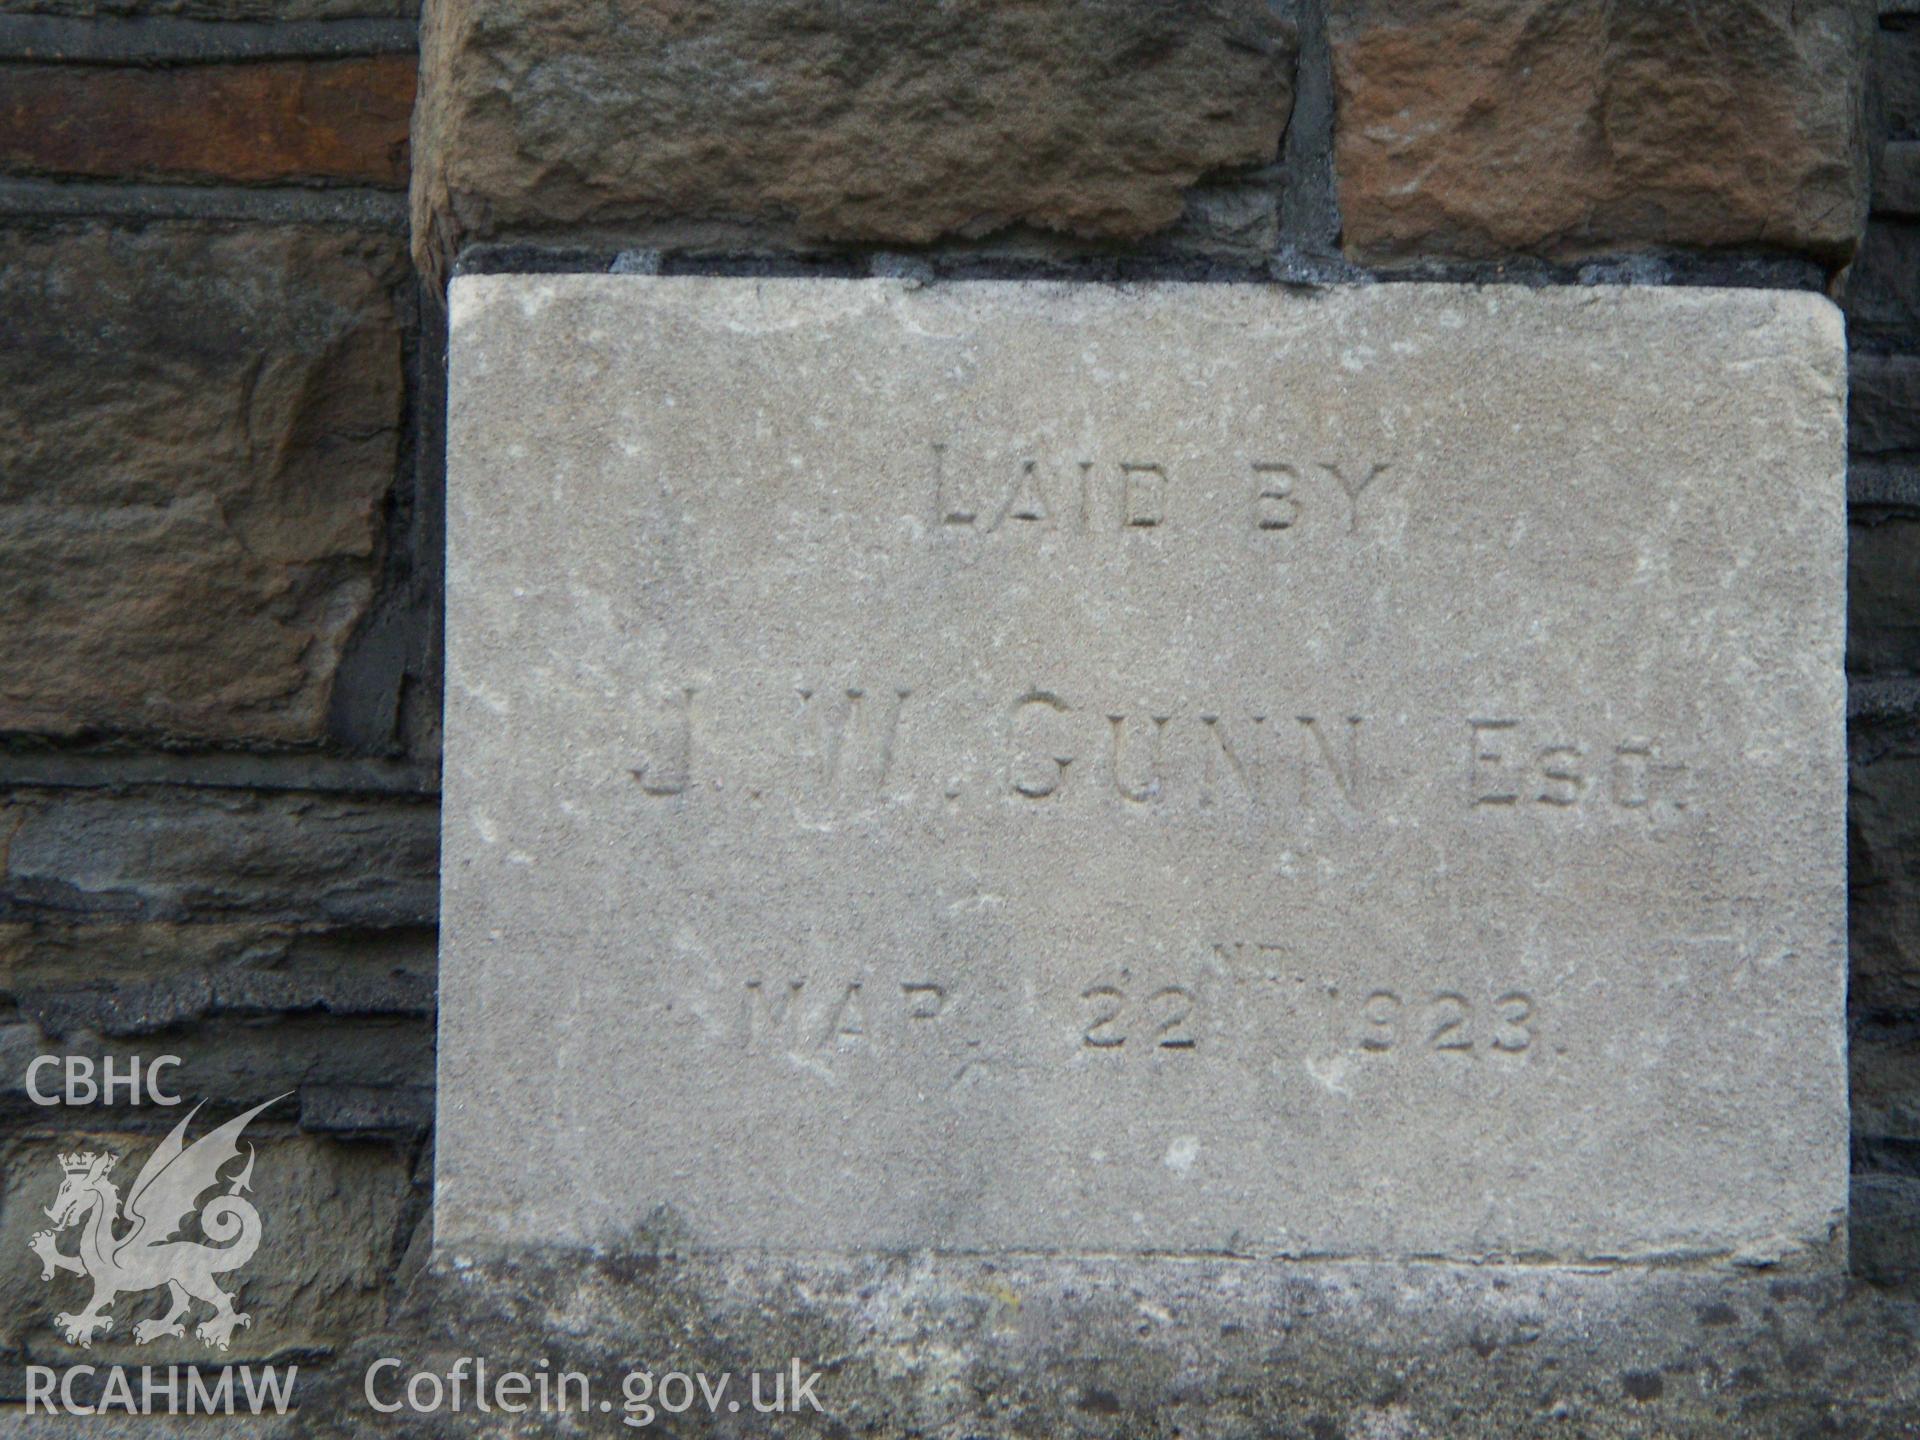 LAID BY
J. W. GUNN ESQ.
MAR. 22ND. 1923.
CBHC
RCAHMW
Coflein.gov.uk